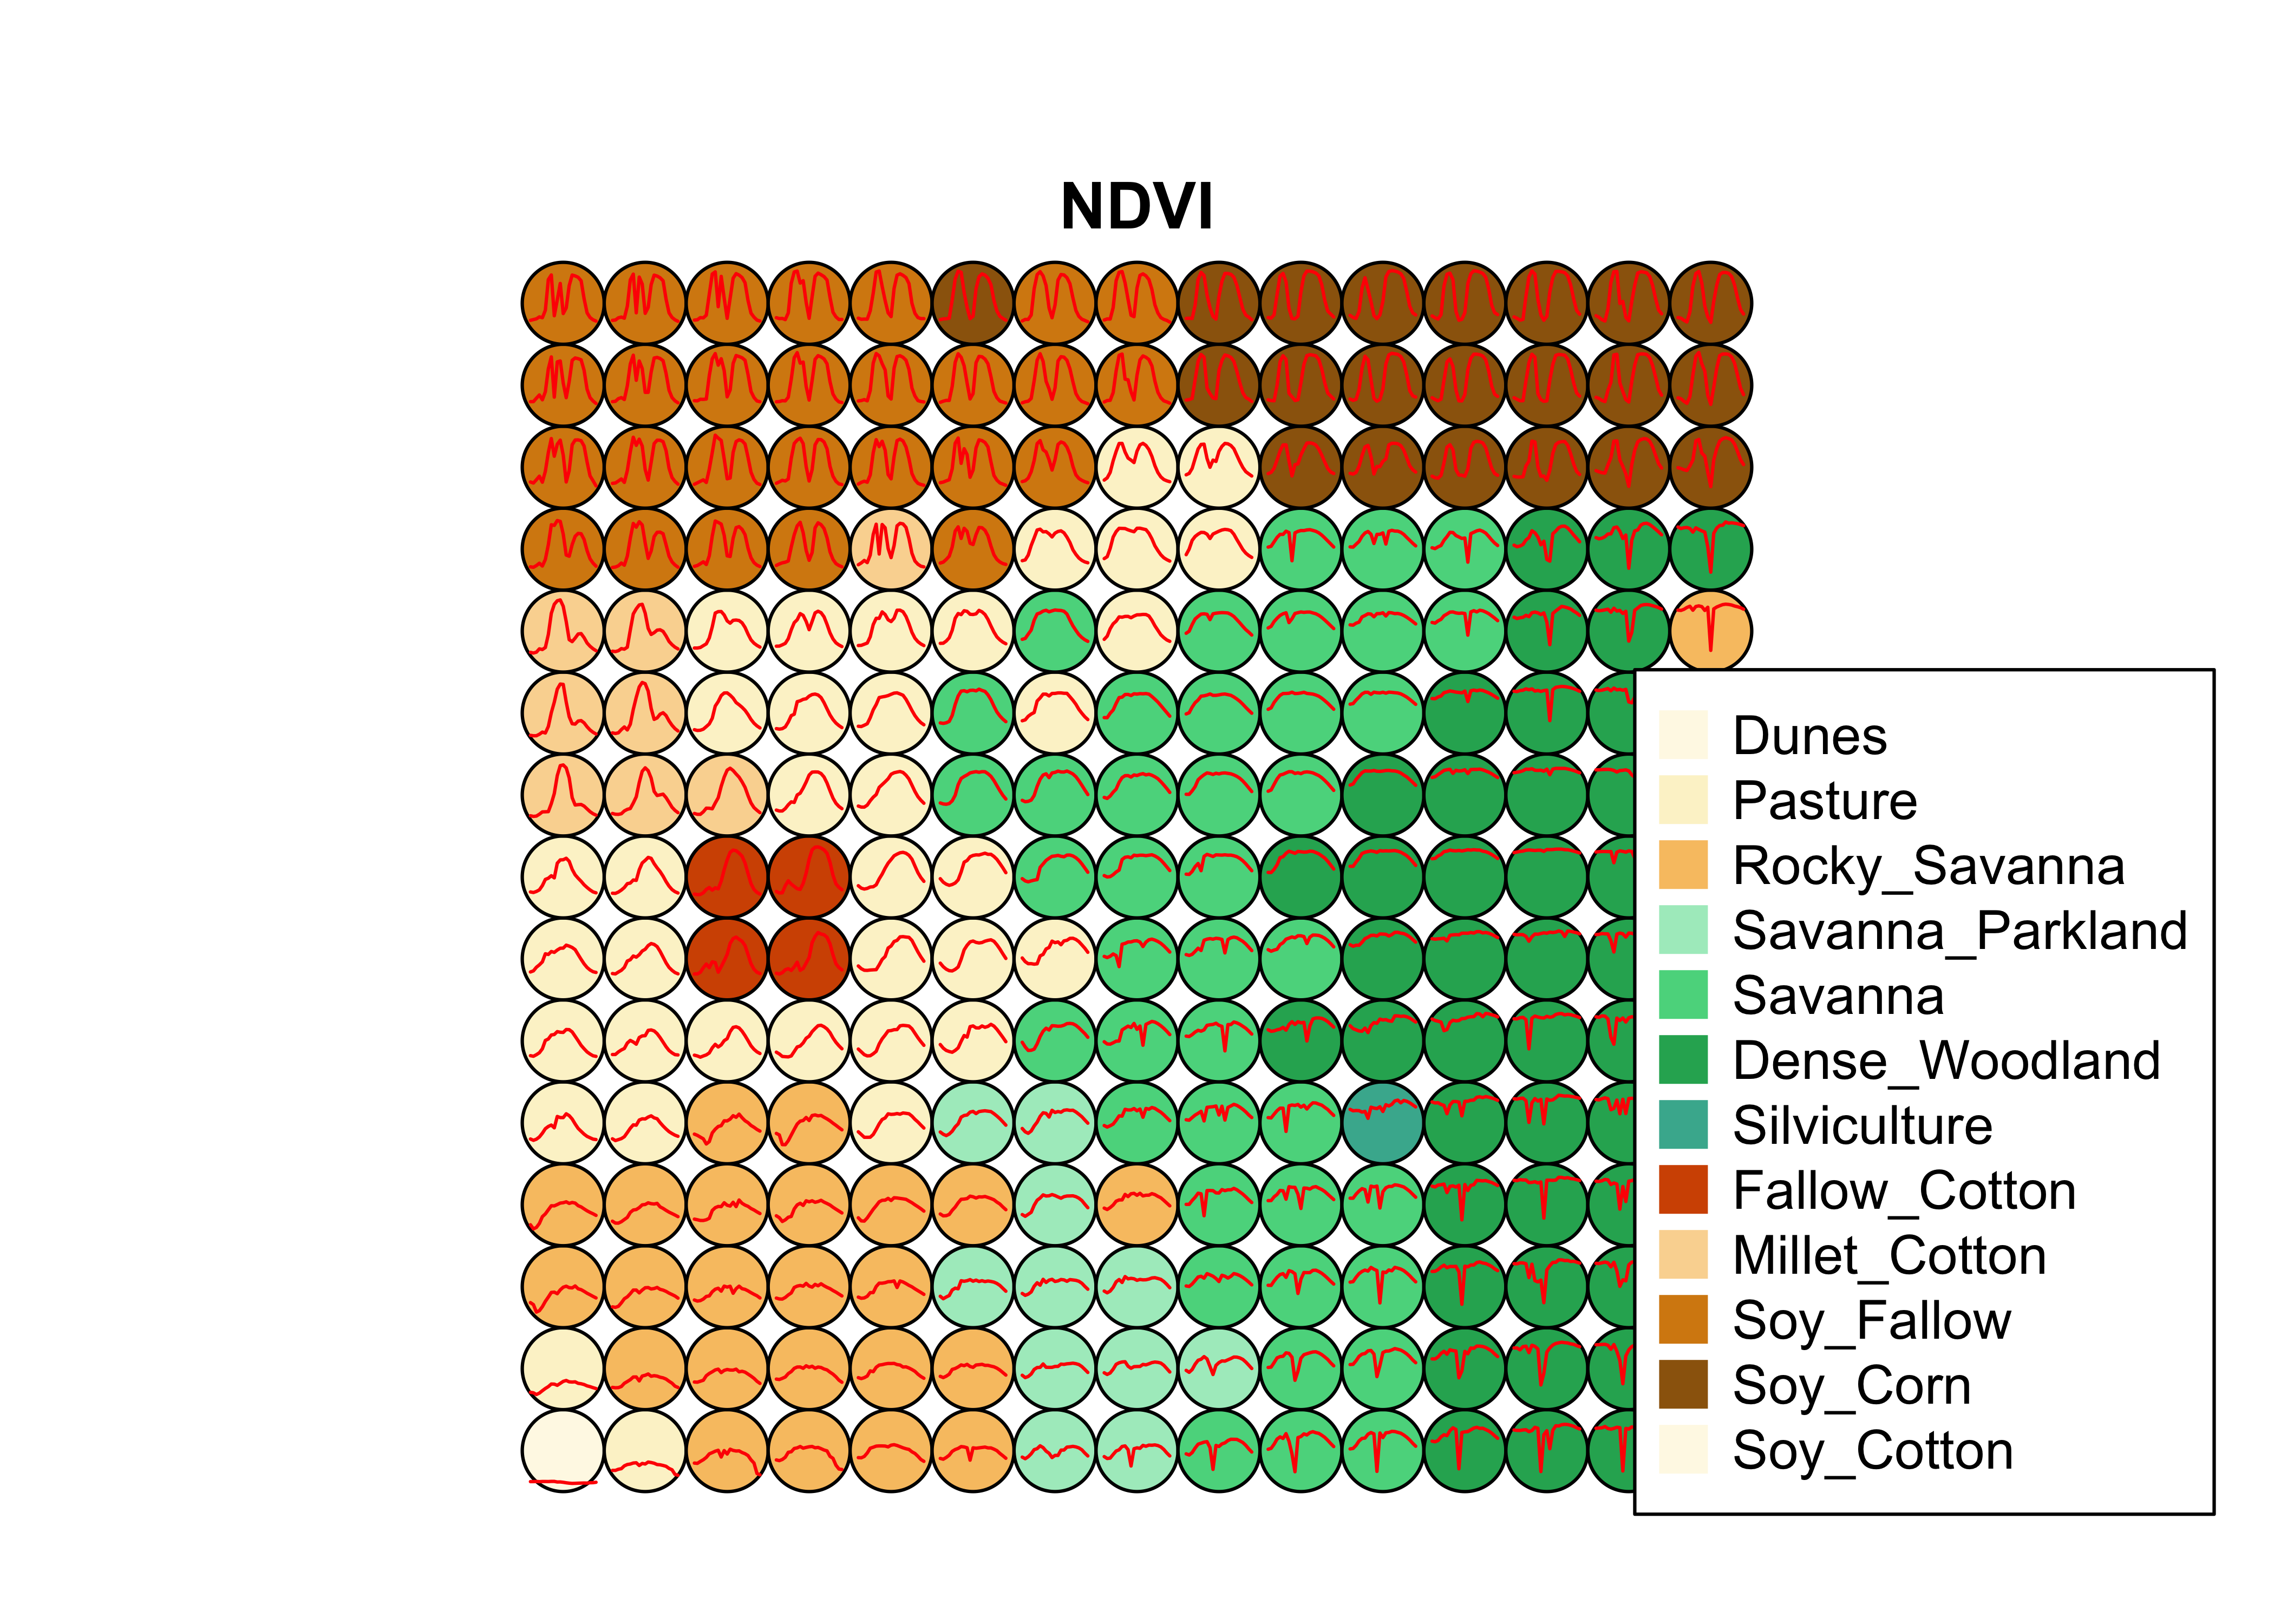 NDVI
Dunes
Pasture
Rocky_Savanna
Savanna_Parkland
Savanna
Dense_Woodland
Silviculture
Fallow_Cotton
Millet_Cotton
Soy_Fallow
Soy_Corn
Soy_Cotton